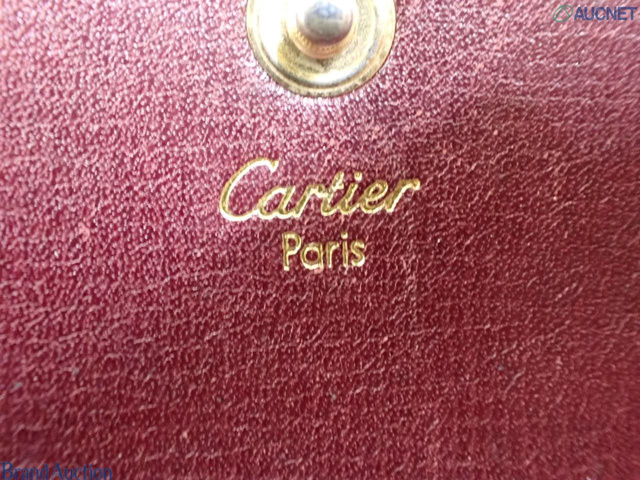 AUCNET
Cartier
Paris
Brand Auction